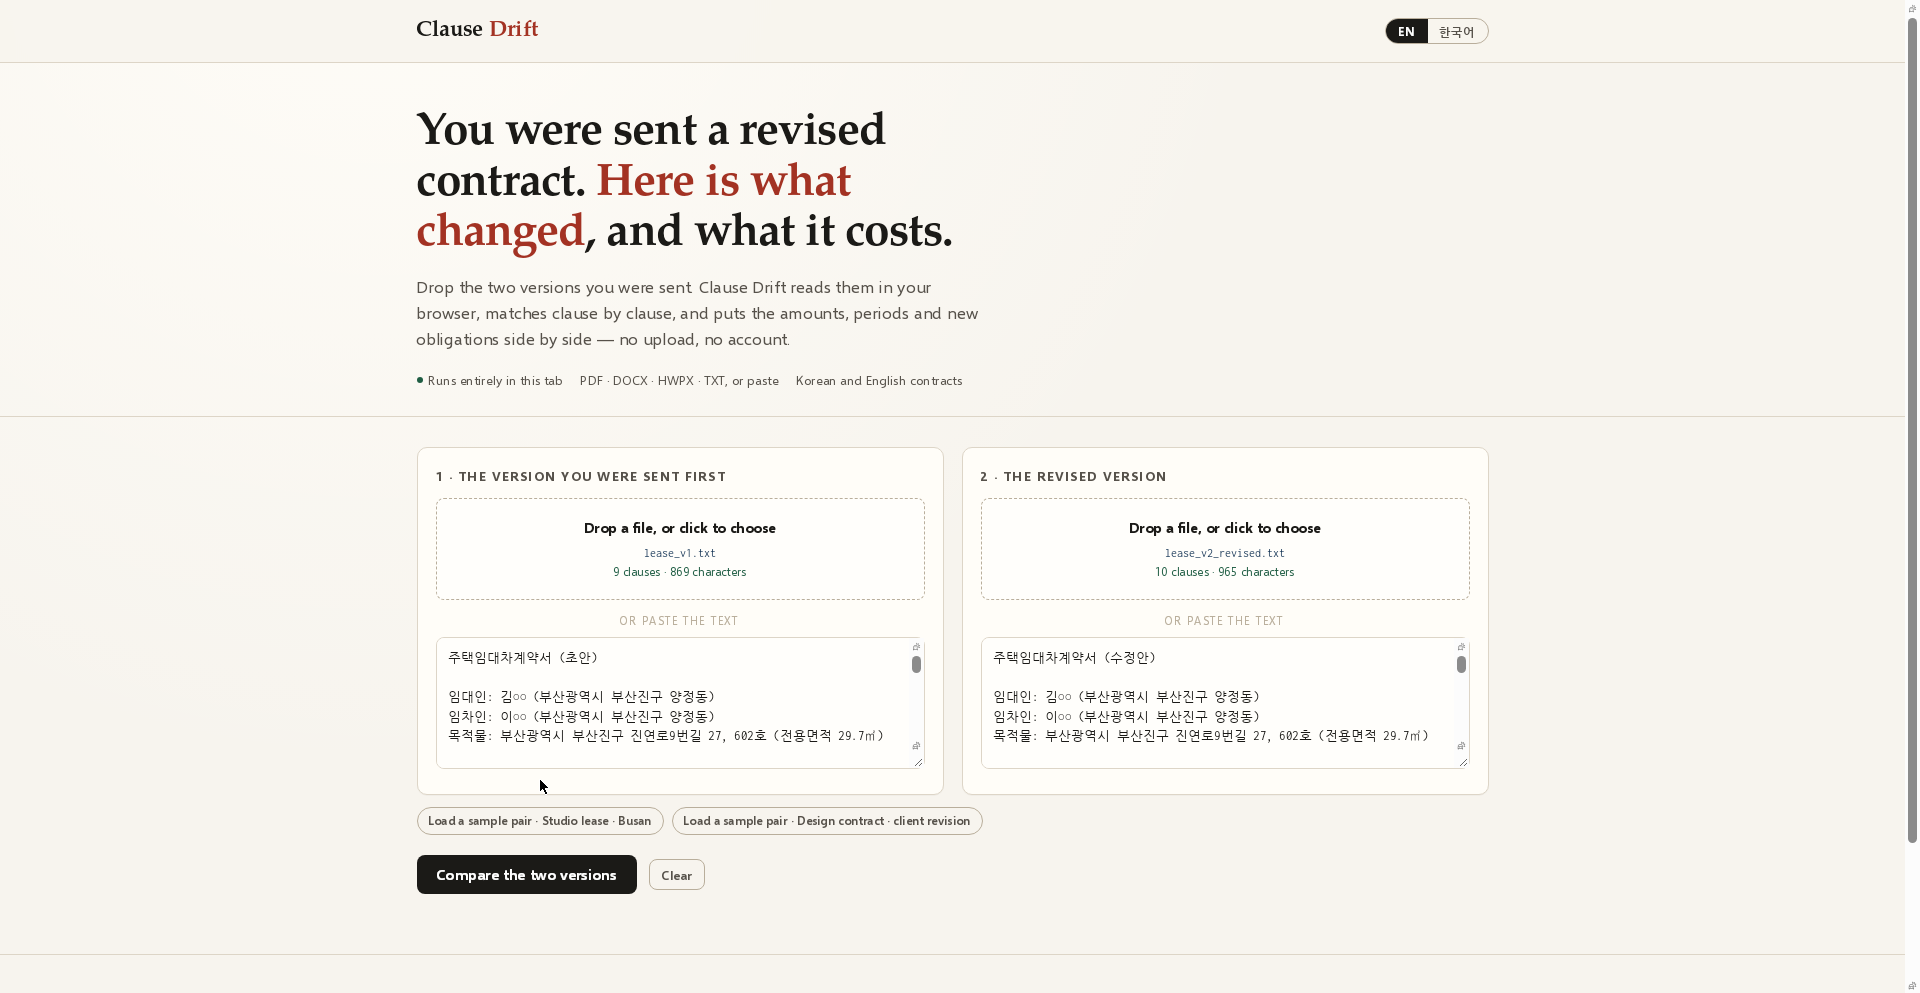 Clause Drift
EN 한국어
You were sent a revised
contract. Here is what
changed, and what it costs.
Drop the two versions you were sent. Clause Drift reads them in your
browser, matches clause by clause, and puts the amounts, periods and new
obligations side by side — no upload, no account.
Runs entirely in this tab PDF · DOCX · HWPX · TXT, or paste Korean and English contracts
1 · THE VERSION YOU WERE SENT FIRST
Drop a file, or click to choose
lease_v1.txt
9 clauses · 869 characters
OR PASTE THE TEXT
주택임대차계약서 (초안)
임대인: 김○○ (부산광역시 부산진구 양정동)
임차인: 이○○ (부산광역시 부산진구 양정동)
목적물: 부산광역시 부산진구 진연로9번길 27, 602호 (전용면적 29.7㎡)
2 · THE REVISED VERSION
Drop a file, or click to choose
lease_v2_revised.txt
10 clauses · 965 characters
OR PASTE THE TEXT
주택임대차계약서 (수정안)
임대인: 김○○ (부산광역시 부산진구 양정동)
임차인: 이○○ (부산광역시 부산진구 양정동)
목적물: 부산광역시 부산진구 진연로9번길 27, 602호 (전용면적 29.7㎡)
Load a sample pair · Studio lease · Busan
Load a sample pair · Design contract · client revision
Compare the two versions
Clear